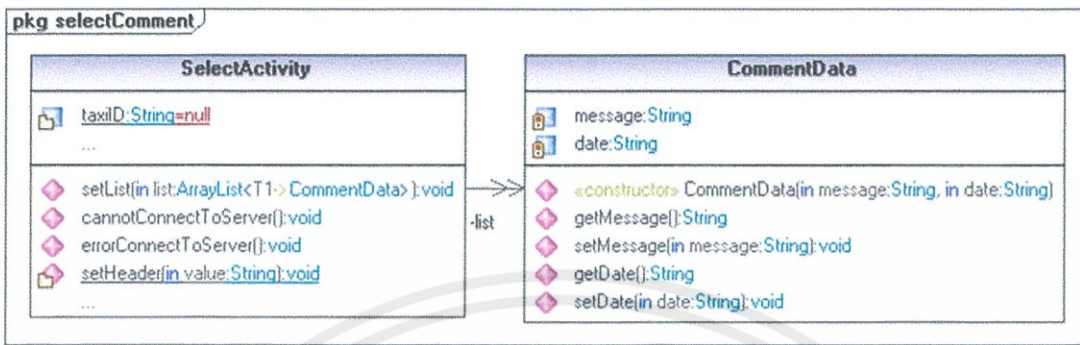 pkg selectComment
SelectActivity
taxiID:String=null
...
setList(in list:ArrayList<T1->CommentData>):void
cannotConnectToServer():void
errorConnectToServer():void
setHeader(in value:String):void
...
-list
CommentData
message:String
date:String
«constructor» CommentData(in message:String, in date:String)
getMessage():String
setMessage(in message:String):void
getDate():String
setDate(in date:String):void